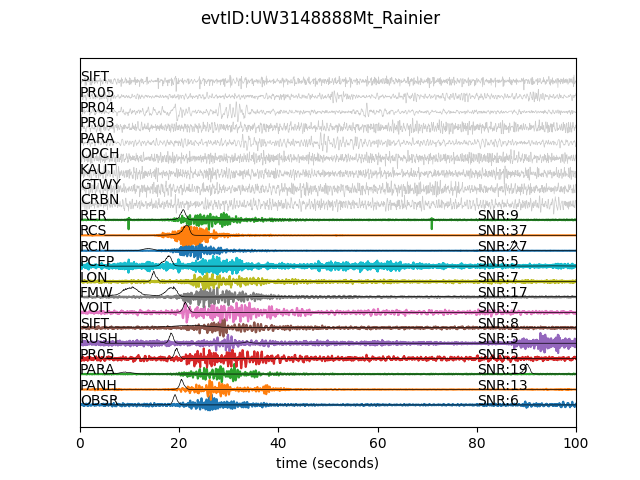 evtID:UW3148888Mt_Rainier
SIFT
PR05
PR04
PR03
PARA
OPCH
KAUT
GTWY
CRBN
RER SNR:9
RCS SNR:37
RCM SNR:27
PCEP SNR:5
LON SNR:7
FMW SNR:17
VOIT SNR:7
SIFT SNR:8
RUSH SNR:5
PR05 SNR:5
PARA SNR:19
PANH SNR:13
OBSR SNR:6
0 20 40 60 80 100
time (seconds)